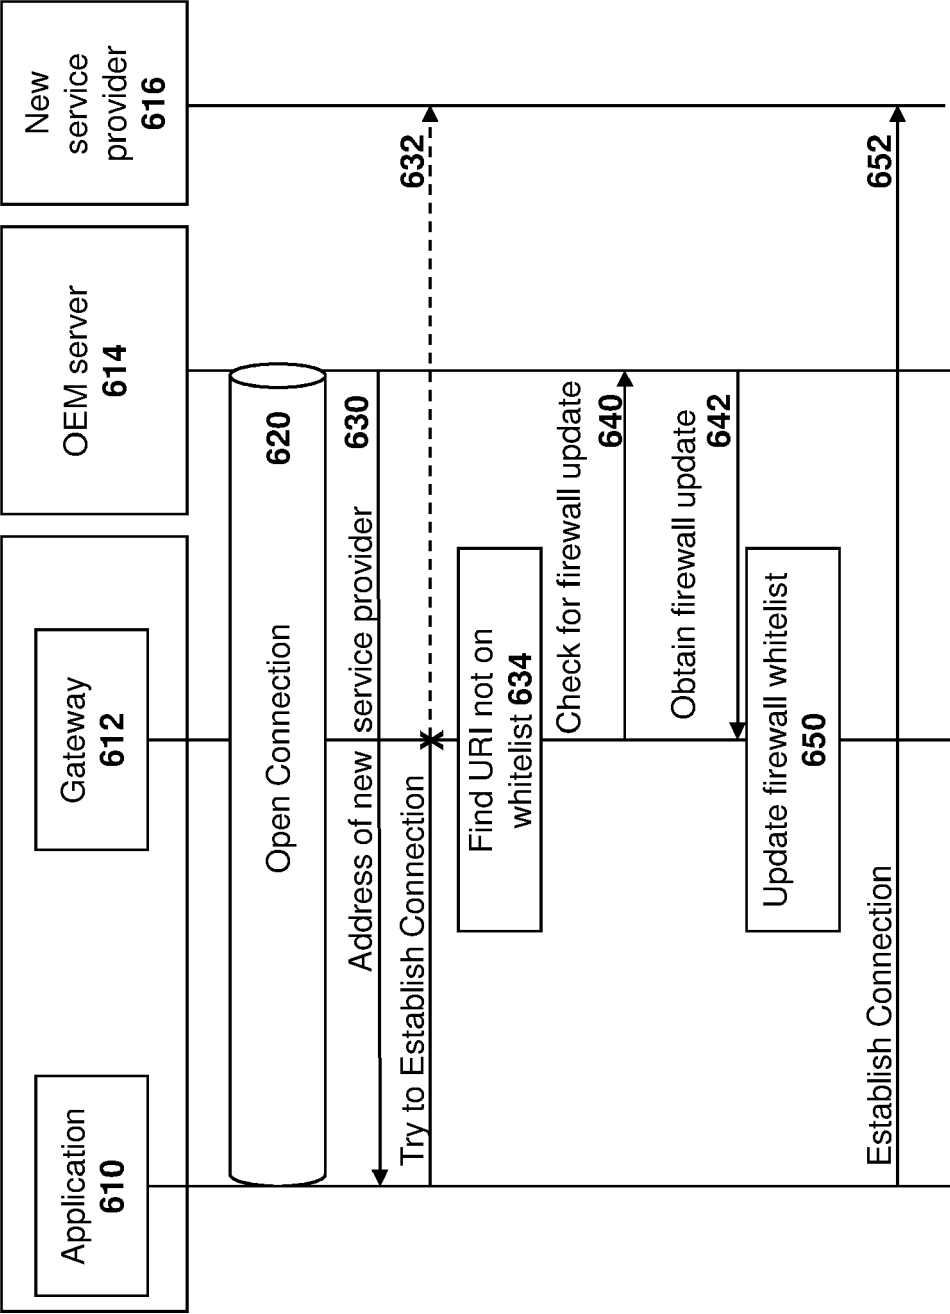 Application
610
Gateway
612
OEM server
614
New
service
provider
616
Open Connection 620
Address of new service provider 630
Try to Establish Connection 632
Find URI not on
whitelist 634
Check for firewall update
640
Obtain firewall update
642
Update firewall whitelist
650
Establish Connection 652